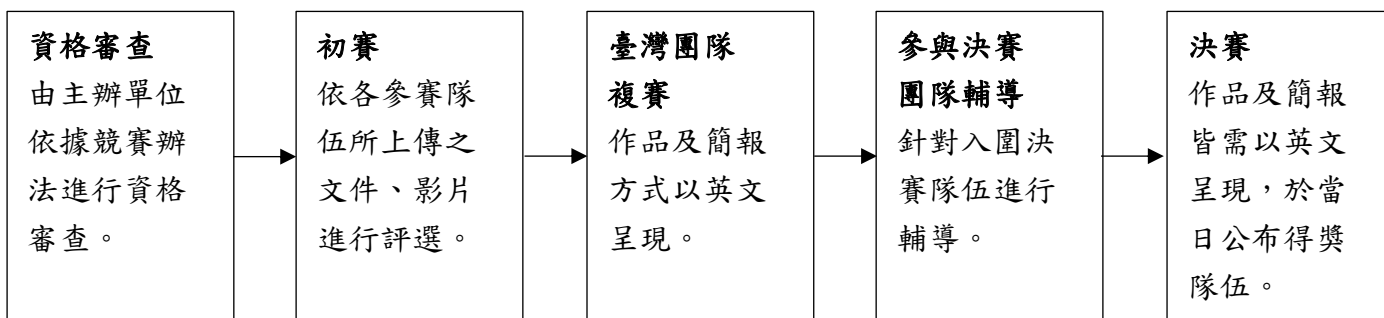 資格審查
由主辦單位
依據競賽辦
法進行資格
審查。
初賽
依各參賽隊
伍所上傳之
文件、影片
進行評選。
臺灣團隊
複賽
作品及簡報
方式以英文
呈現。
參與決賽
團隊輔導
針對入圍決
賽隊伍進行
輔導。
決賽
作品及簡報
皆需以英文
呈現，於當
日公布得獎
隊伍。